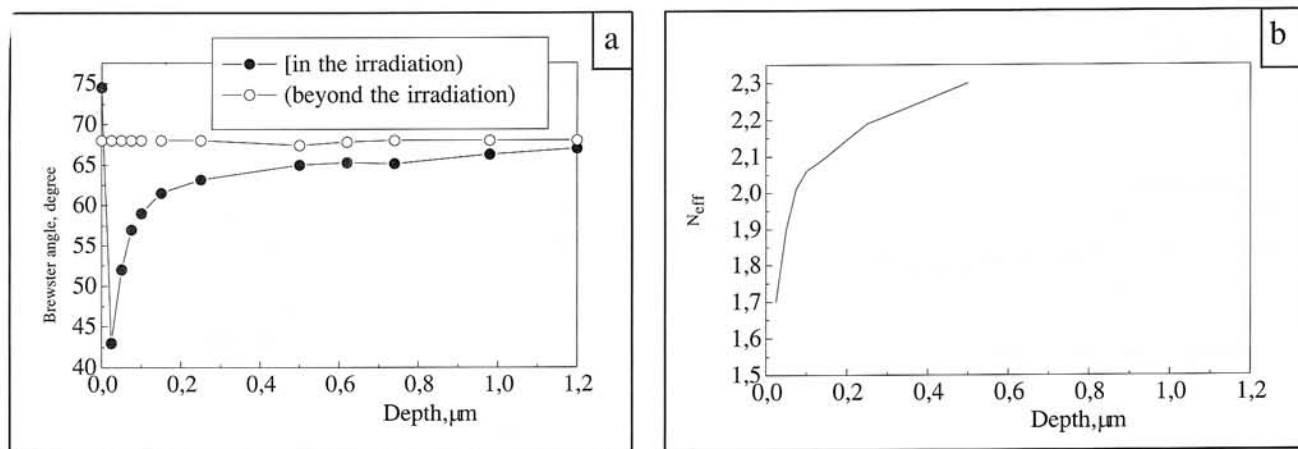 a
[in the irradiation)
(beyond the irradiation)
Brewster angle, degree
75
70
65
60
55
50
45
40
0,0 0,2 0,4 0,6 0,8 1,0 1,2
Depth,μm
b
N_eff
2,3
2,2
2,1
2,0
1,9
1,8
1,7
1,6
1,5
0,0 0,2 0,4 0,6 0,8 1,0 1,2
Depth,μm